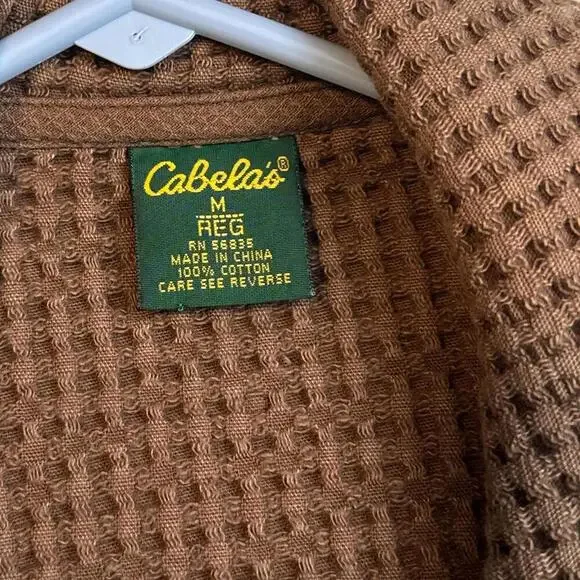 Cabela's®
M
REG
RN 56835
MADE IN CHINA
100% COTTON
CARE SEE REVERSE